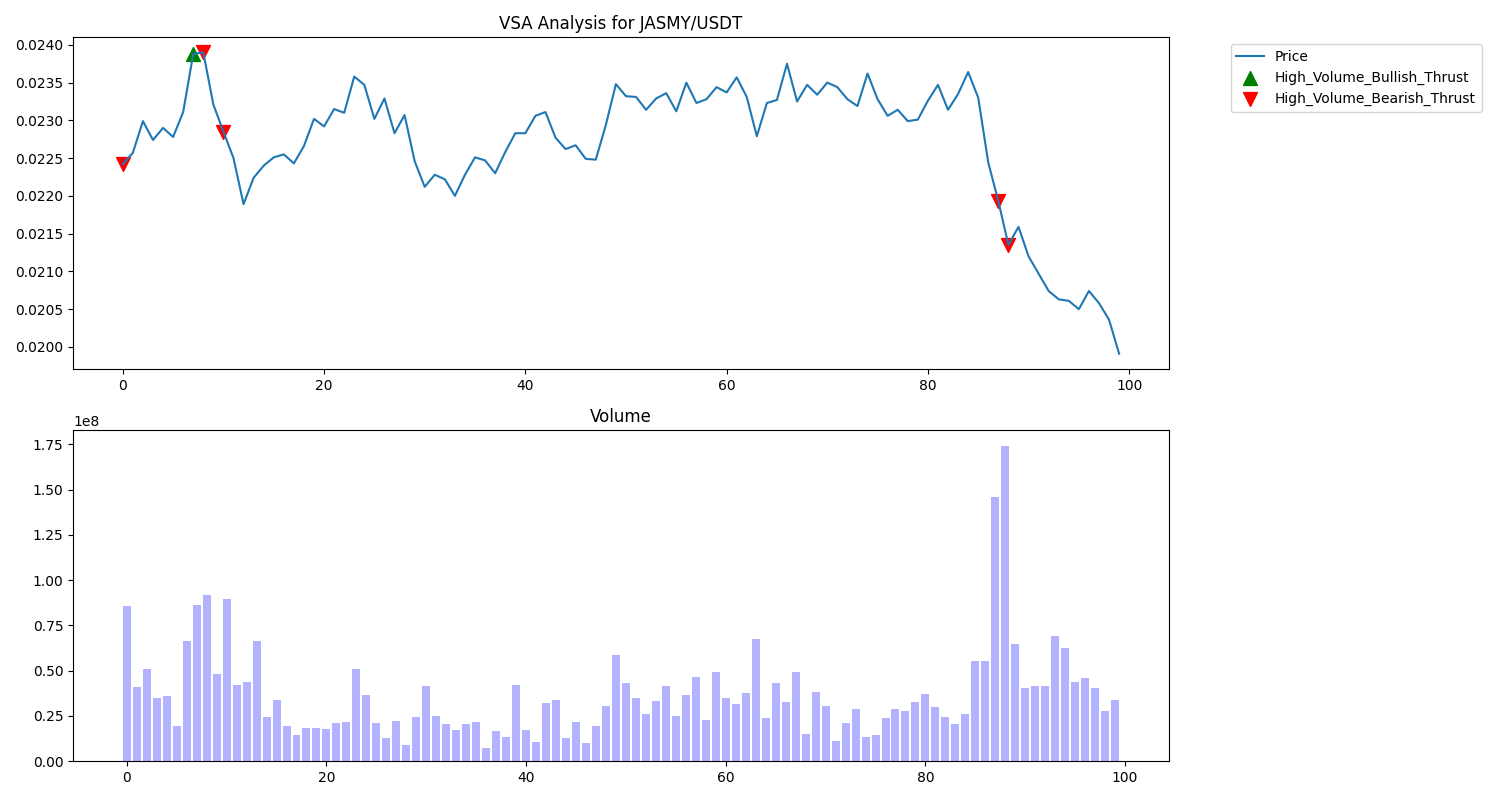 VSA Analysis for JASMY/USDT
0.0240
0.0235
0.0230
0.0225
0.0220
0.0215
0.0210
0.0205
0.0200
0 20 40 60 80 100
Price
High_Volume_Bullish_Thrust
High_Volume_Bearish_Thrust
Volume
1e8
1.75
1.50
1.25
1.00
0.75
0.50
0.25
0.00
0 20 40 60 80 100